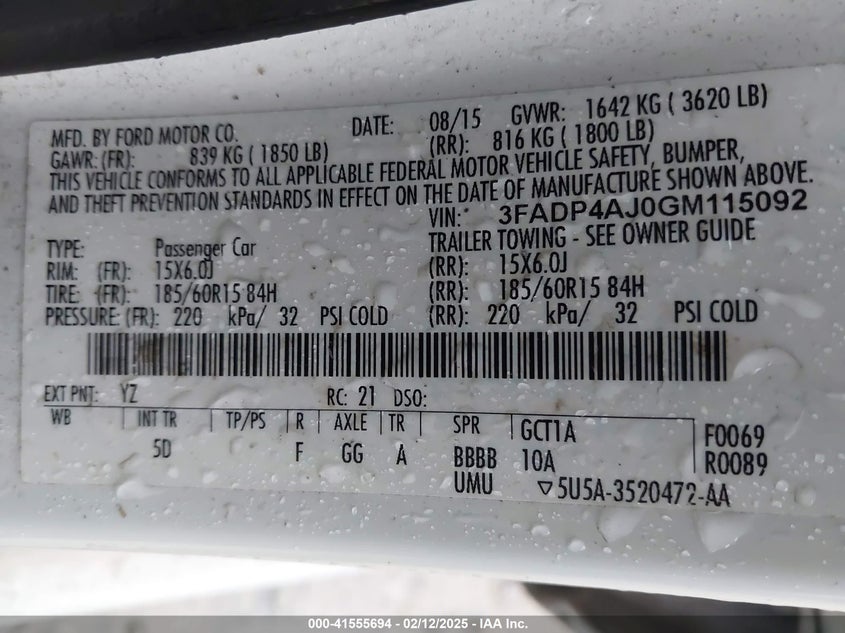 MFD. BY FORD MOTOR CO. DATE: 08/15 GVWR: 1642 KG ( 3620 LB)
GAWR: (FR): 839 KG ( 1850 LB) (RR): 816 KG ( 1800 LB)
THIS VEHICLE CONFORMS TO ALL APPLICABLE FEDERAL MOTOR VEHICLE SAFETY, BUMPER,
AND THEFT PREVENTION STANDARDS IN EFFECT ON THE DATE OF MANUFACTURE SHOWN ABOVE.
VIN:* 3FADP4AJ0GM115092
TRAILER TOWING - SEE OWNER GUIDE
TYPE: Passenger Car
RIM: (FR): 15X6.0J (RR): 15X6.0J
TIRE: (FR): 185/60R15 84H (RR): 185/60R15 84H
PRESSURE: (FR): 220 kPa/ 32 PSI COLD (RR): 220 kPa/ 32 PSI COLD
EXT PNT: YZ RC: 21 DSO:
WB INT TR TP/PS R AXLE TR SPR GCT1A F0069
5D F GG A BBBB 10A R0089
UMU ▽5U5A-3520472-AA
000-41555694 - 02/12/2025 - IAA Inc.